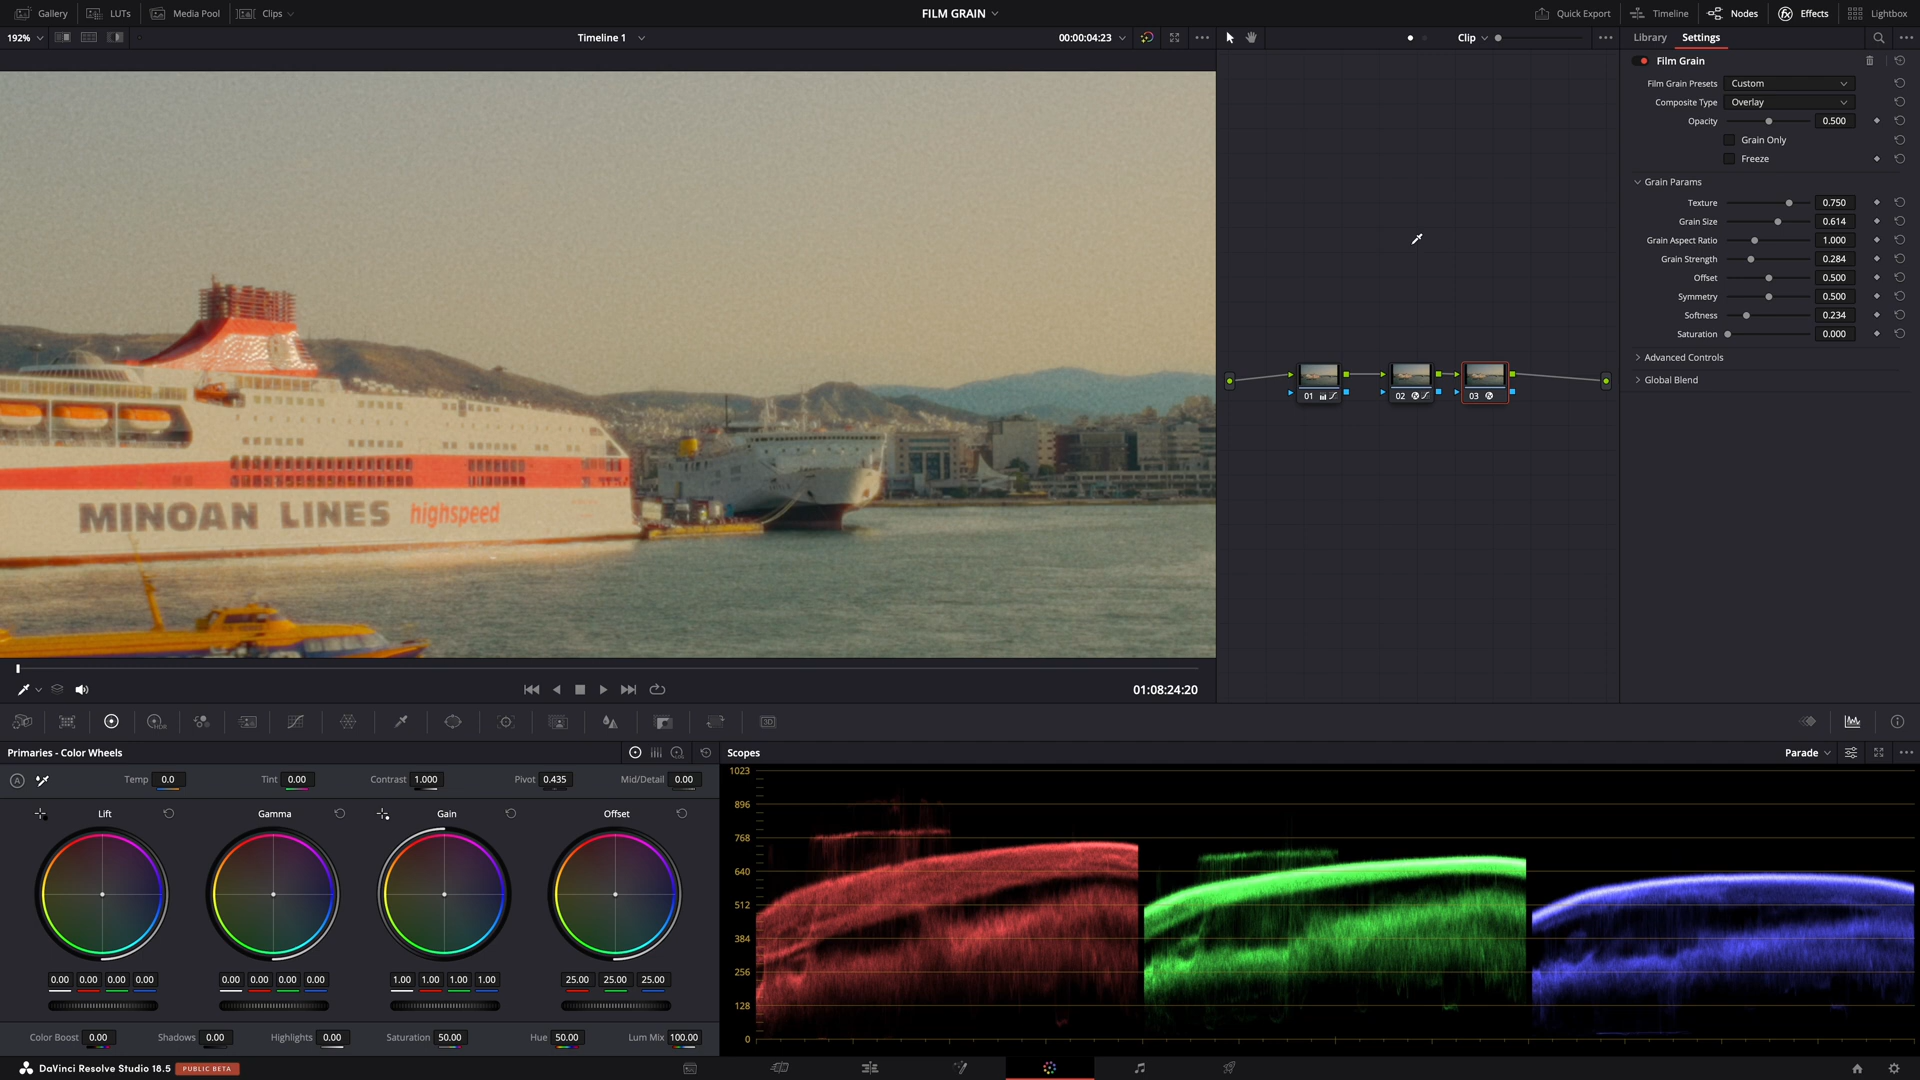 Gallery LUTs Media Pool Clips FILM GRAIN Quick Export Timeline Nodes Effects Lightbox
192% Timeline 1 00:00:04:23 Clip Library Settings
Film Grain
Film Grain Presets Custom
Composite Type Overlay
Opacity 0.500
Grain Only
Freeze
Grain Params
Texture 0.750
Grain Size 0.614
Grain Aspect Ratio 1.000
Grain Strength 0.284
Offset 0.500
Symmetry 0.500
Softness 0.234
Saturation 0.000
Advanced Controls
Global Blend
01 02 03
MINOAN LINES highspeed
01:08:24:20
HDR 3D
Primaries - Color Wheels
A Temp 0.0 Tint 0.00 Contrast 1.000 Pivot 0.435 Mid/Detail 0.00
Lift Gamma Gain Offset
0.00 0.00 0.00 0.00 0.00 0.00 0.00 0.00 1.00 1.00 1.00 1.00 25.00 25.00 25.00
Color Boost 0.00 Shadows 0.00 Highlights 0.00 Saturation 50.00 Hue 50.00 Lum Mix 100.00
Scopes Parade
1023
896
768
640
512
384
256
128
0
DaVinci Resolve Studio 18.5 PUBLIC BETA